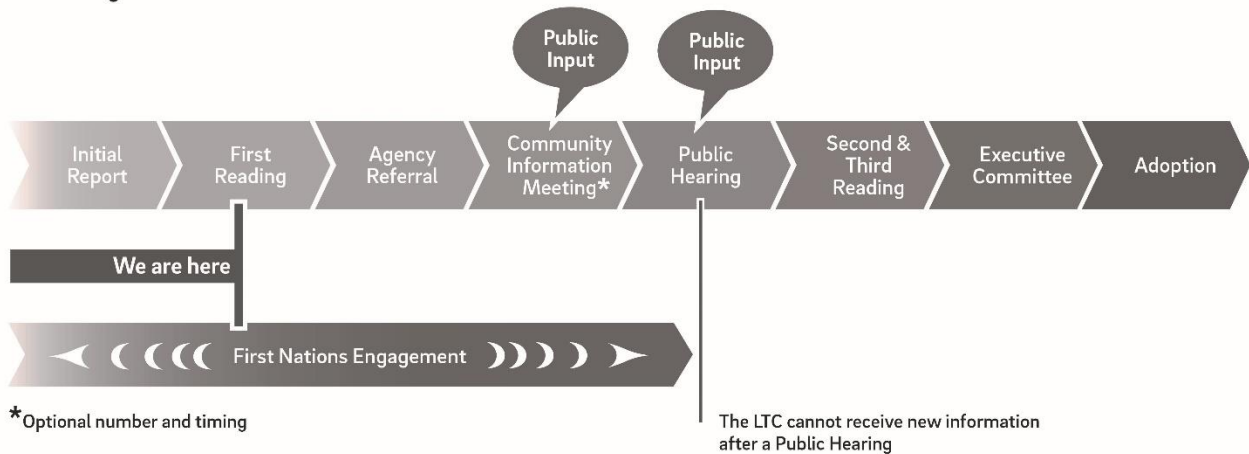 Public
Input
Public
Input
Initial
Report
First
Reading
Agency
Referral
Community
Information
Meeting*
Public
Hearing
Second &
Third
Reading
Executive
Committee
Adoption
We are here
First Nations Engagement
*Optional number and timing
The LTC cannot receive new information
after a Public Hearing